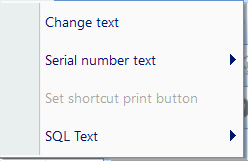 Change text
Serial number text
Set shortcut print button
SQL Text